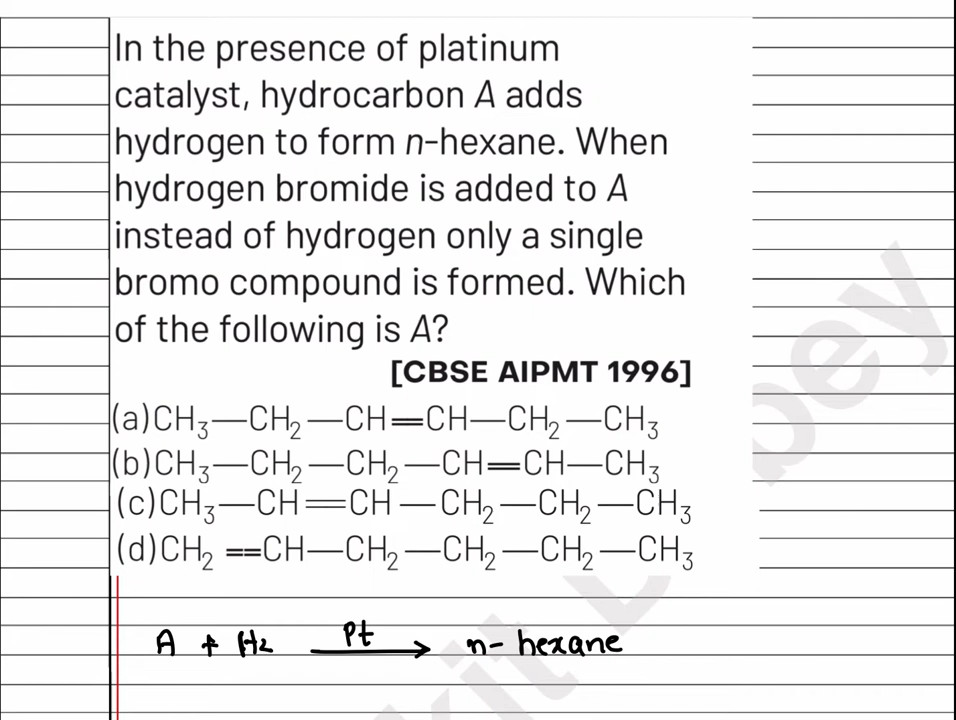 In the presence of platinum
catalyst, hydrocarbon A adds
hydrogen to form n-hexane. When
hydrogen bromide is added to A
instead of hydrogen only a single
bromo compound is formed. Which
of the following is A?
[CBSE AIPMT 1996]
(a) CH₃—CH₂—CH=CH—CH₂—CH₃
(b) CH₃—CH₂—CH₂—CH=CH—CH₃
(c) CH₃—CH=CH—CH₂—CH₂—CH₃
(d) CH₂=CH—CH₂—CH₂—CH₂—CH₃
A + H₂ —Pt→ n-hexane